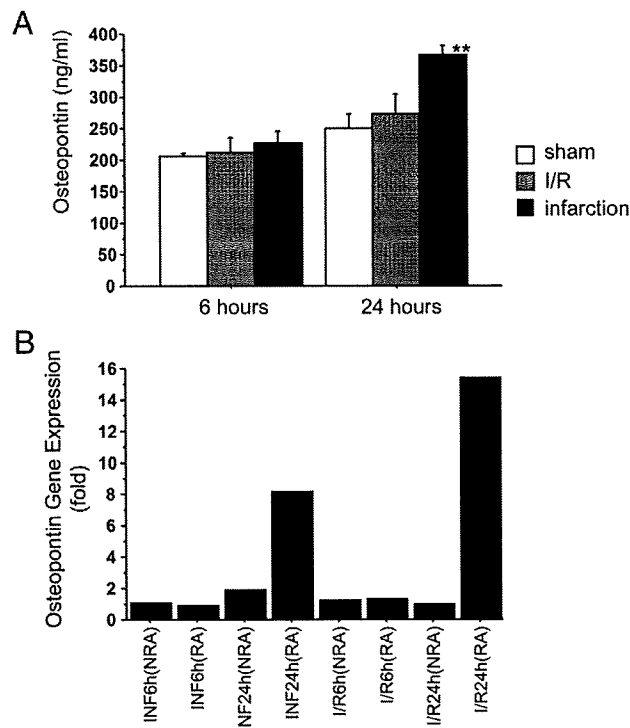 A
Osteopontin (ng/ml)
400
350
300
250
200
150
100
50
0
**
6 hours
24 hours
sham
I/R
infarction
B
Osteopontin Gene Expression
(fold)
16
14
12
10
8
6
4
2
0
INF6h(NRA)
INF6h(RA)
NF24h(NRA)
INF24h(RA)
I/R6h(NRA)
I/R6h(RA)
I/R24h(NRA)
I/R24h(RA)